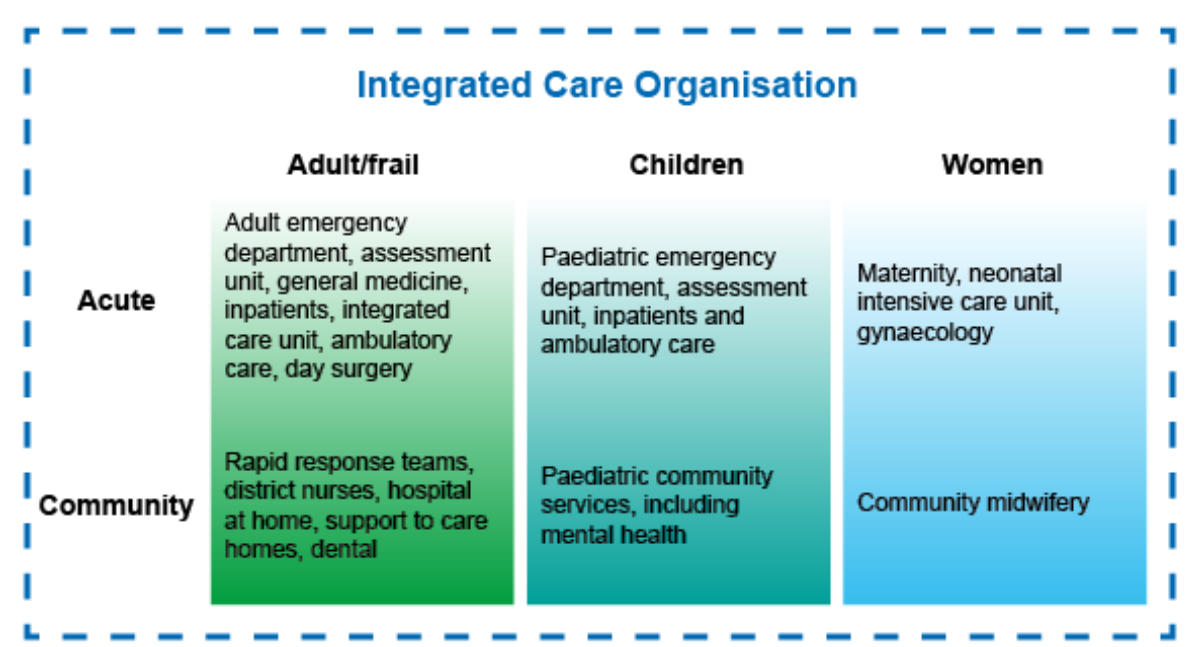 Integrated Care Organisation
Adult/frail
Children
Women
Acute
Adult emergency
department, assessment
unit, general medicine,
inpatients, integrated
care unit, ambulatory
care, day surgery
Paediatric emergency
department, assessment
unit, inpatients and
ambulatory care
Maternity, neonatal
intensive care unit,
gynaecology
Community
Rapid response teams,
district nurses, hospital
at home, support to care
homes, dental
Paediatric community
services, including
mental health
Community midwifery